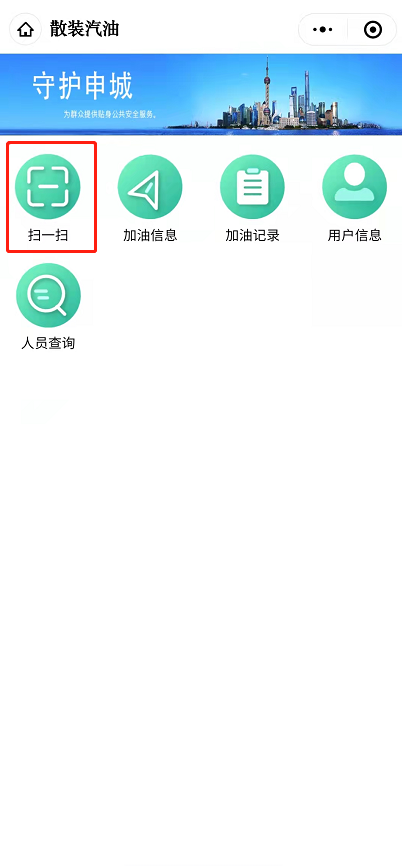 散装汽油
守护申城
为群众提供贴身公共安全服务。
扫一扫
加油信息
加油记录
用户信息
人员查询